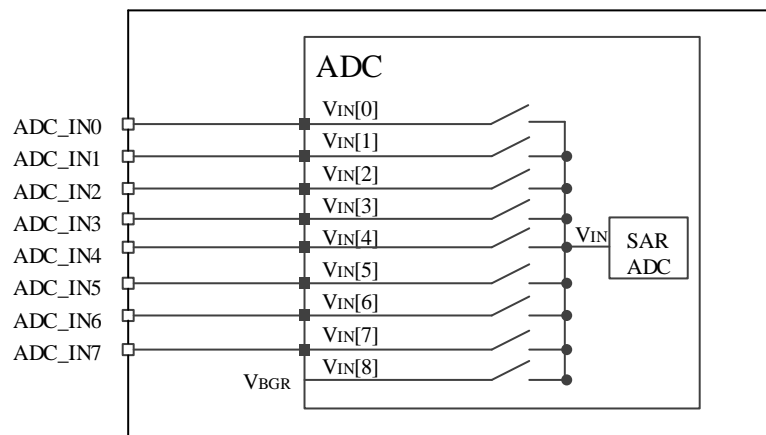 ADC
ADC_IN0 VIN[0]
ADC_IN1 VIN[1]
ADC_IN2 VIN[2]
ADC_IN3 VIN[3]
ADC_IN4 VIN[4]
VIN SAR
ADC
ADC_IN5 VIN[5]
ADC_IN6 VIN[6]
ADC_IN7 VIN[7]
VBGR VIN[8]